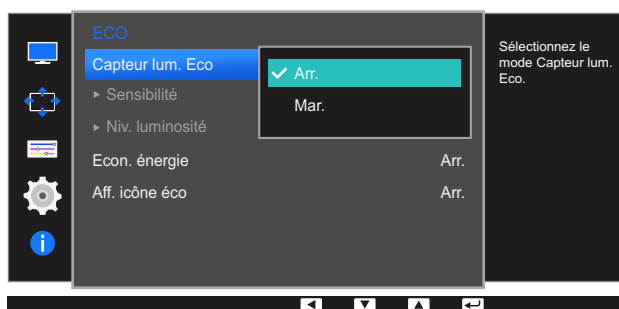 ECO
Capteur lum. Eco
✓ Arr.
Mar.
► Sensibilité
► Niv. luminosité
Econ. énergie Arr.
Aff. icône éco Arr.
Sélectionnez le
mode Capteur lum.
Eco.